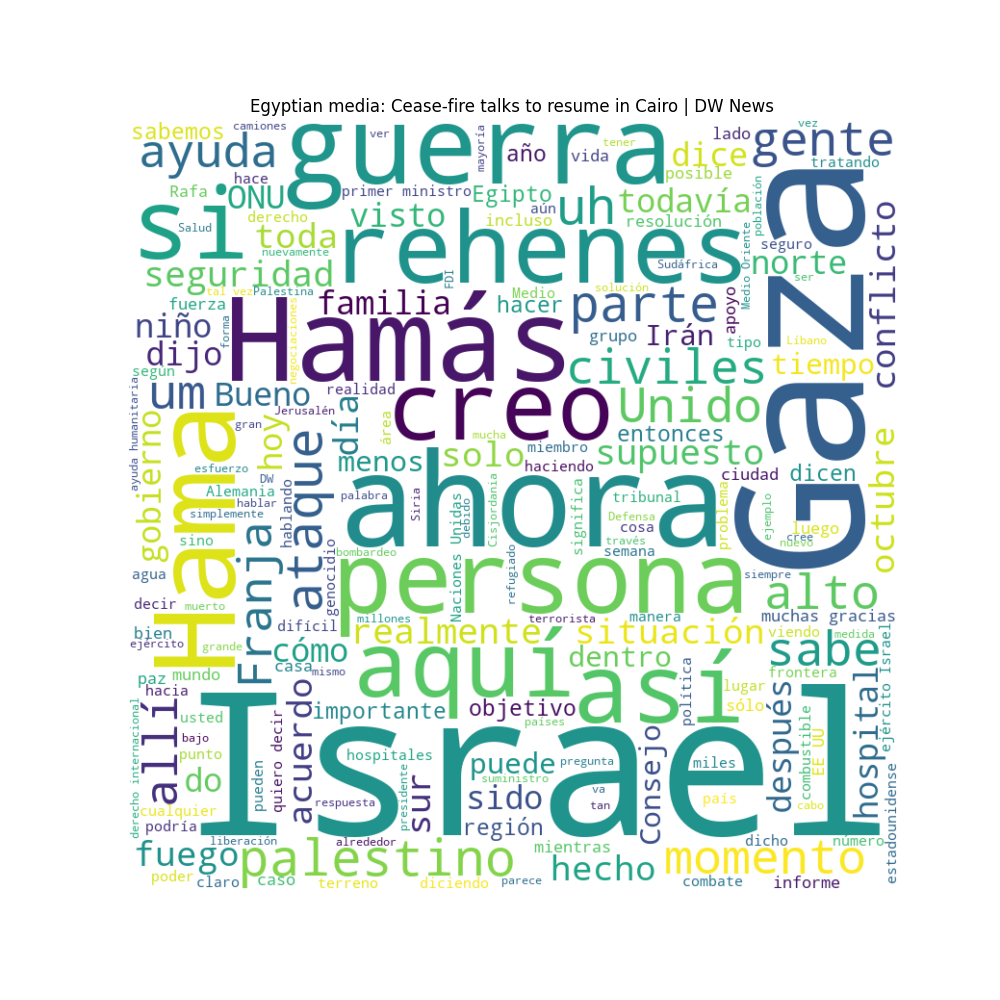 Egyptian media: Cease-fire talks to resume in Cairo | DW News
sabemos
camiones
ver
mayoría
año
tener
vida
lado
vez
gente
ayuda
guerra
dice
posible
tratando
hace
Rafa
ONU
primer ministro
Egipto
aún
uh
todavía
población
derecho
visto
incluso
resolución
Salud
si
toda
rehenes
seguro
nuevamente
seguridad
FDI
Sudáfrica
Medio Oriente
norte
ser
conflicto
tal vez
Palestina
solución
fuerza
familia
Medio
hacer
parte
apoyo
Gaza
niño
forma
negociaciones
Hamás
grupo
Irán
tipo
Líbano
dijo
según
civiles
tiempo
um
Bueno
realidad
creo
Unido
ayuda humanitaria
Jerusalén
gran
día
área
mucha
miembro
entonces
gobierno
Hama
hoy
menos
solo
supuesto
octubre
esfuerzo
DW
haciendo
ciudad
dicen
Alemania
ataque
hablar
hablando
palabra
Siria
ahora
Cisjordania
significa
tribunal
problema
ejemplo
simplemente
Unidas
debido
Defensa
cosa
través
luego
cree
nuevo
sino
Franja
genocidio
bombardeo
Naciones
refugiado
semana
agua
persona
siempre
alto
decir
muerto
millones
terrorista
manera
muchas gracias
bien
difícil
realmente
situación
viendo
medida
ejército
grande
cómo
dentro
sabe
paz
mundo
casa
mismo
aquí
así
política
frontera
hacia
lugar
sólo
allí
usted
importante
objetivo
después
hospital
ejército Israel
derecho internacional
bajo
quiero decir
acuerdo
países
combustible
EE UU
punto
do
pueden
Israel
hospitales
puede
pregunta
miles
suministro
cualquier
respuesta
presidente
sur
sido
va
tan
Consejo
país
cabo
estadounidense
podría
región
liberación
alrededor
mientras
dicho
número
fuego
palestino
hecho
momento
poder
claro
caso
terreno
diciendo
parece
combate
informe